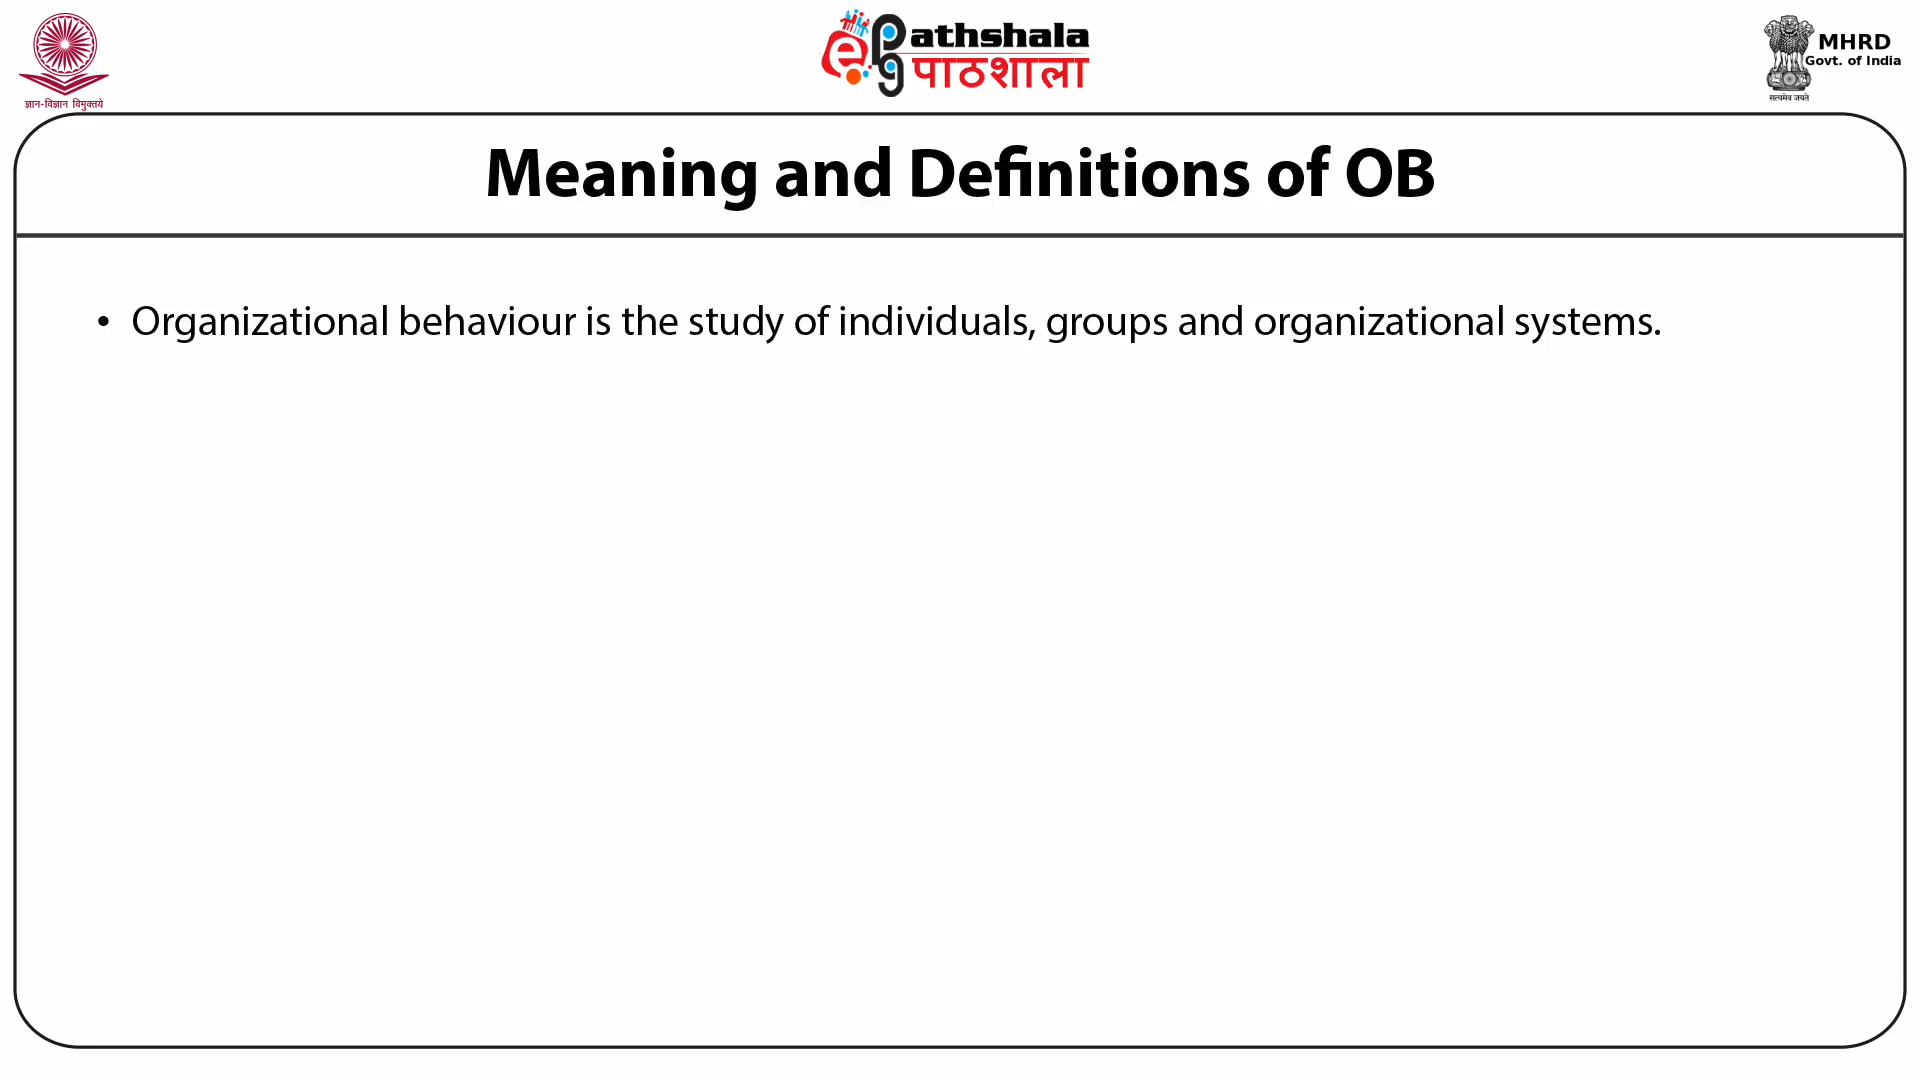 ज्ञान-विज्ञान विमुक्तये
e
pg
athshala
पाठशाला
MHRD
Govt. of India
सत्यमेव जयते
Meaning and Definitions of OB
• Organizational behaviour is the study of individuals, groups and organizational systems.